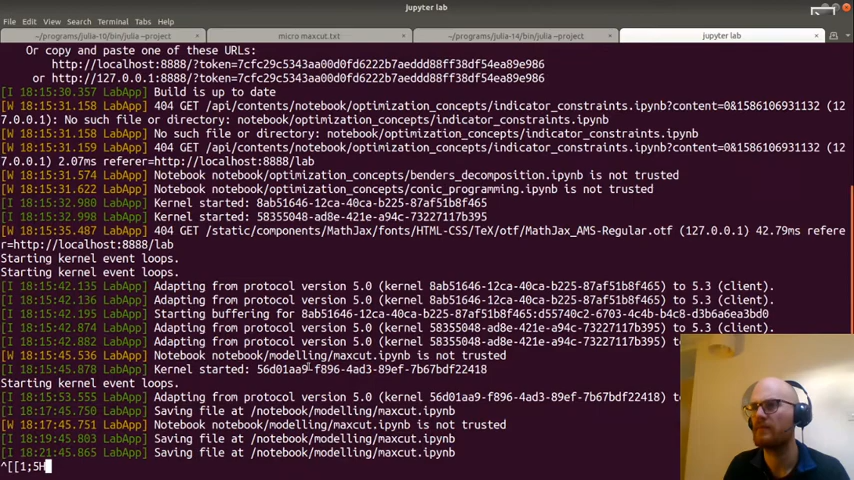 jupyter lab
File Edit View Search Terminal Tabs Help
~/programs/julia-10/bin/julia --project
micro maxcut.txt
~/programs/julia-14/bin/julia --project
jupyter lab
Or copy and paste one of these URLs:
http://localhost:8888/?token=7cfc29c5343aa00d0fd6222b7aeddd88ff38df54ea89e986
or http://127.0.0.1:8888/?token=7cfc29c5343aa00d0fd6222b7aeddd88ff38df54ea89e986
[I 18:15:30.357 LabApp] Build is up to date
[W 18:15:31.158 LabApp] 404 GET /api/contents/notebook/optimization_concepts/indicator_constraints.ipynb?content=0&1586106931132 (12
7.0.0.1): No such file or directory: notebook/optimization_concepts/indicator_constraints.ipynb
[W 18:15:31.158 LabApp] No such file or directory: notebook/optimization_concepts/indicator_constraints.ipynb
[W 18:15:31.159 LabApp] 404 GET /api/contents/notebook/optimization_concepts/indicator_constraints.ipynb?content=0&1586106931132 (12
7.0.0.1) 2.07ms referer=http://localhost:8888/lab
[W 18:15:31.574 LabApp] Notebook notebook/optimization_concepts/benders_decomposition.ipynb is not trusted
[W 18:15:31.622 LabApp] Notebook notebook/optimization_concepts/conic_programming.ipynb is not trusted
[I 18:15:32.980 LabApp] Kernel started: 8ab51646-12ca-40ca-b225-87af51b8f465
[I 18:15:32.998 LabApp] Kernel started: 58355048-ad8e-421e-a94c-73227117b395
[W 18:15:35.487 LabApp] 404 GET /static/components/MathJax/fonts/HTML-CSS/TeX/otf/MathJax_AMS-Regular.otf (127.0.0.1) 42.79ms refere
r=http://localhost:8888/lab
Starting kernel event loops.
Starting kernel event loops.
[I 18:15:42.135 LabApp] Adapting from protocol version 5.0 (kernel 8ab51646-12ca-40ca-b225-87af51b8f465) to 5.3 (client).
[I 18:15:42.136 LabApp] Adapting from protocol version 5.0 (kernel 8ab51646-12ca-40ca-b225-87af51b8f465) to 5.3 (client).
[I 18:15:42.195 LabApp] Starting buffering for 8ab51646-12ca-40ca-b225-87af51b8f465:d55740c2-6703-4c4b-b4c8-d3b6a6ea3bd0
[I 18:15:42.874 LabApp] Adapting from protocol version 5.0 (kernel 58355048-ad8e-421e-a94c-73227117b395) to 5.3 (client).
[I 18:15:42.882 LabApp] Adapting from protocol version 5.0 (kernel 58355048-ad8e-421e-a94c-73227117b395)
[W 18:15:45.536 LabApp] Notebook notebook/modelling/maxcut.ipynb is not trusted
[I 18:15:45.878 LabApp] Kernel started: 56d01aa9-f896-4ad3-89ef-7b67bdf22418
Starting kernel event loops.
[I 18:15:53.555 LabApp] Adapting from protocol version 5.0 (kernel 56d01aa9-f896-4ad3-89ef-7b67bdf22418)
[I 18:17:45.750 LabApp] Saving file at /notebook/modelling/maxcut.ipynb
[W 18:17:45.751 LabApp] Notebook notebook/modelling/maxcut.ipynb is not trusted
[I 18:19:45.803 LabApp] Saving file at /notebook/modelling/maxcut.ipynb
[I 18:21:45.865 LabApp] Saving file at /notebook/modelling/maxcut.ipynb
^[[1;5H